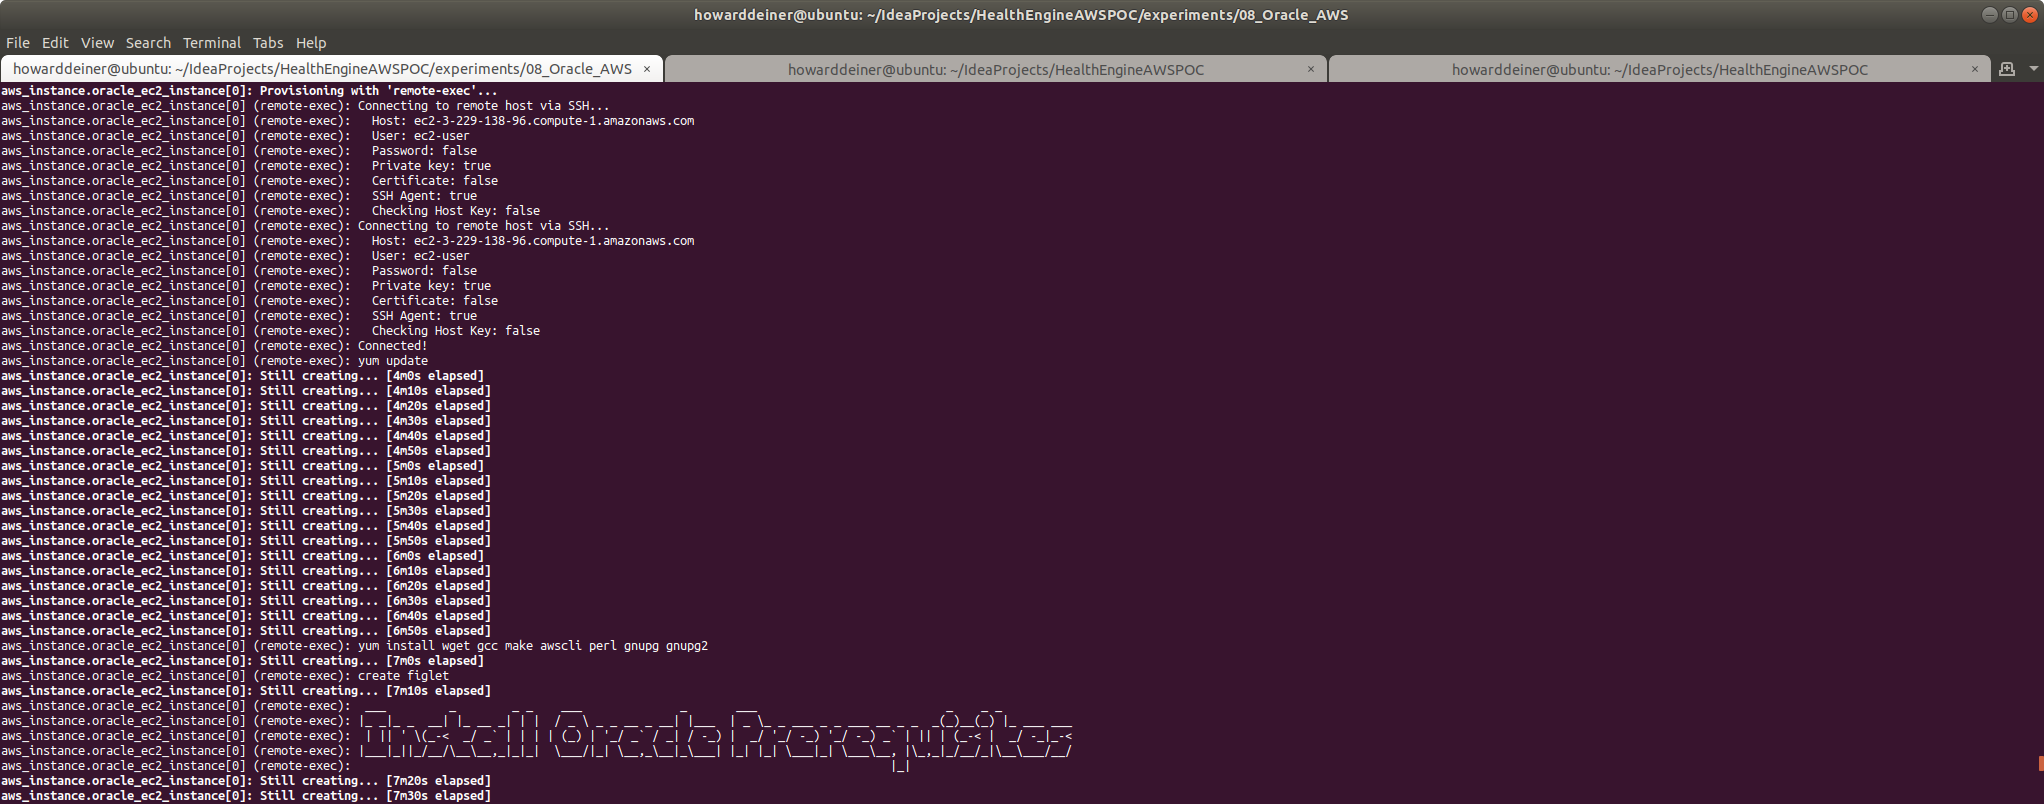 howarddeiner@ubuntu: ~/IdeaProjects/HealthEngineAWSPOC/experiments/08_Oracle_AWS
File Edit View Search Terminal Tabs Help
howarddeiner@ubuntu: ~/IdeaProjects/HealthEngineAWSPOC/experiments/08_Oracle_AWS × howarddeiner@ubuntu: ~/IdeaProjects/HealthEngineAWSPOC × howarddeiner@ubuntu: ~/IdeaProjects/HealthEngineAWSPOC ×
aws_instance.oracle_ec2_instance[0]: Provisioning with 'remote-exec'...
aws_instance.oracle_ec2_instance[0] (remote-exec): Connecting to remote host via SSH...
aws_instance.oracle_ec2_instance[0] (remote-exec):   Host: ec2-3-229-138-96.compute-1.amazonaws.com
aws_instance.oracle_ec2_instance[0] (remote-exec):   User: ec2-user
aws_instance.oracle_ec2_instance[0] (remote-exec):   Password: false
aws_instance.oracle_ec2_instance[0] (remote-exec):   Private key: true
aws_instance.oracle_ec2_instance[0] (remote-exec):   Certificate: false
aws_instance.oracle_ec2_instance[0] (remote-exec):   SSH Agent: true
aws_instance.oracle_ec2_instance[0] (remote-exec):   Checking Host Key: false
aws_instance.oracle_ec2_instance[0] (remote-exec): Connecting to remote host via SSH...
aws_instance.oracle_ec2_instance[0] (remote-exec):   Host: ec2-3-229-138-96.compute-1.amazonaws.com
aws_instance.oracle_ec2_instance[0] (remote-exec):   User: ec2-user
aws_instance.oracle_ec2_instance[0] (remote-exec):   Password: false
aws_instance.oracle_ec2_instance[0] (remote-exec):   Private key: true
aws_instance.oracle_ec2_instance[0] (remote-exec):   Certificate: false
aws_instance.oracle_ec2_instance[0] (remote-exec):   SSH Agent: true
aws_instance.oracle_ec2_instance[0] (remote-exec):   Checking Host Key: false
aws_instance.oracle_ec2_instance[0] (remote-exec): Connected!
aws_instance.oracle_ec2_instance[0] (remote-exec): yum update
aws_instance.oracle_ec2_instance[0]: Still creating... [4m0s elapsed]
aws_instance.oracle_ec2_instance[0]: Still creating... [4m10s elapsed]
aws_instance.oracle_ec2_instance[0]: Still creating... [4m20s elapsed]
aws_instance.oracle_ec2_instance[0]: Still creating... [4m30s elapsed]
aws_instance.oracle_ec2_instance[0]: Still creating... [4m40s elapsed]
aws_instance.oracle_ec2_instance[0]: Still creating... [4m50s elapsed]
aws_instance.oracle_ec2_instance[0]: Still creating... [5m0s elapsed]
aws_instance.oracle_ec2_instance[0]: Still creating... [5m10s elapsed]
aws_instance.oracle_ec2_instance[0]: Still creating... [5m20s elapsed]
aws_instance.oracle_ec2_instance[0]: Still creating... [5m30s elapsed]
aws_instance.oracle_ec2_instance[0]: Still creating... [5m40s elapsed]
aws_instance.oracle_ec2_instance[0]: Still creating... [5m50s elapsed]
aws_instance.oracle_ec2_instance[0]: Still creating... [6m0s elapsed]
aws_instance.oracle_ec2_instance[0]: Still creating... [6m10s elapsed]
aws_instance.oracle_ec2_instance[0]: Still creating... [6m20s elapsed]
aws_instance.oracle_ec2_instance[0]: Still creating... [6m30s elapsed]
aws_instance.oracle_ec2_instance[0]: Still creating... [6m40s elapsed]
aws_instance.oracle_ec2_instance[0]: Still creating... [6m50s elapsed]
aws_instance.oracle_ec2_instance[0] (remote-exec): yum install wget gcc make awscli perl gnupg gnupg2
aws_instance.oracle_ec2_instance[0]: Still creating... [7m0s elapsed]
aws_instance.oracle_ec2_instance[0] (remote-exec): create figlet
aws_instance.oracle_ec2_instance[0]: Still creating... [7m10s elapsed]
aws_instance.oracle_ec2_instance[0] (remote-exec):
aws_instance.oracle_ec2_instance[0] (remote-exec):
aws_instance.oracle_ec2_instance[0] (remote-exec): Install Oracle Prerequisites
aws_instance.oracle_ec2_instance[0] (remote-exec):
aws_instance.oracle_ec2_instance[0] (remote-exec):
aws_instance.oracle_ec2_instance[0]: Still creating... [7m20s elapsed]
aws_instance.oracle_ec2_instance[0]: Still creating... [7m30s elapsed]